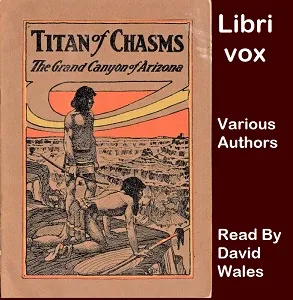 TITAN of CHASMS
The Grand Canyon of Arizona
Libri
vox
Various
Authors
Read By
David
Wales